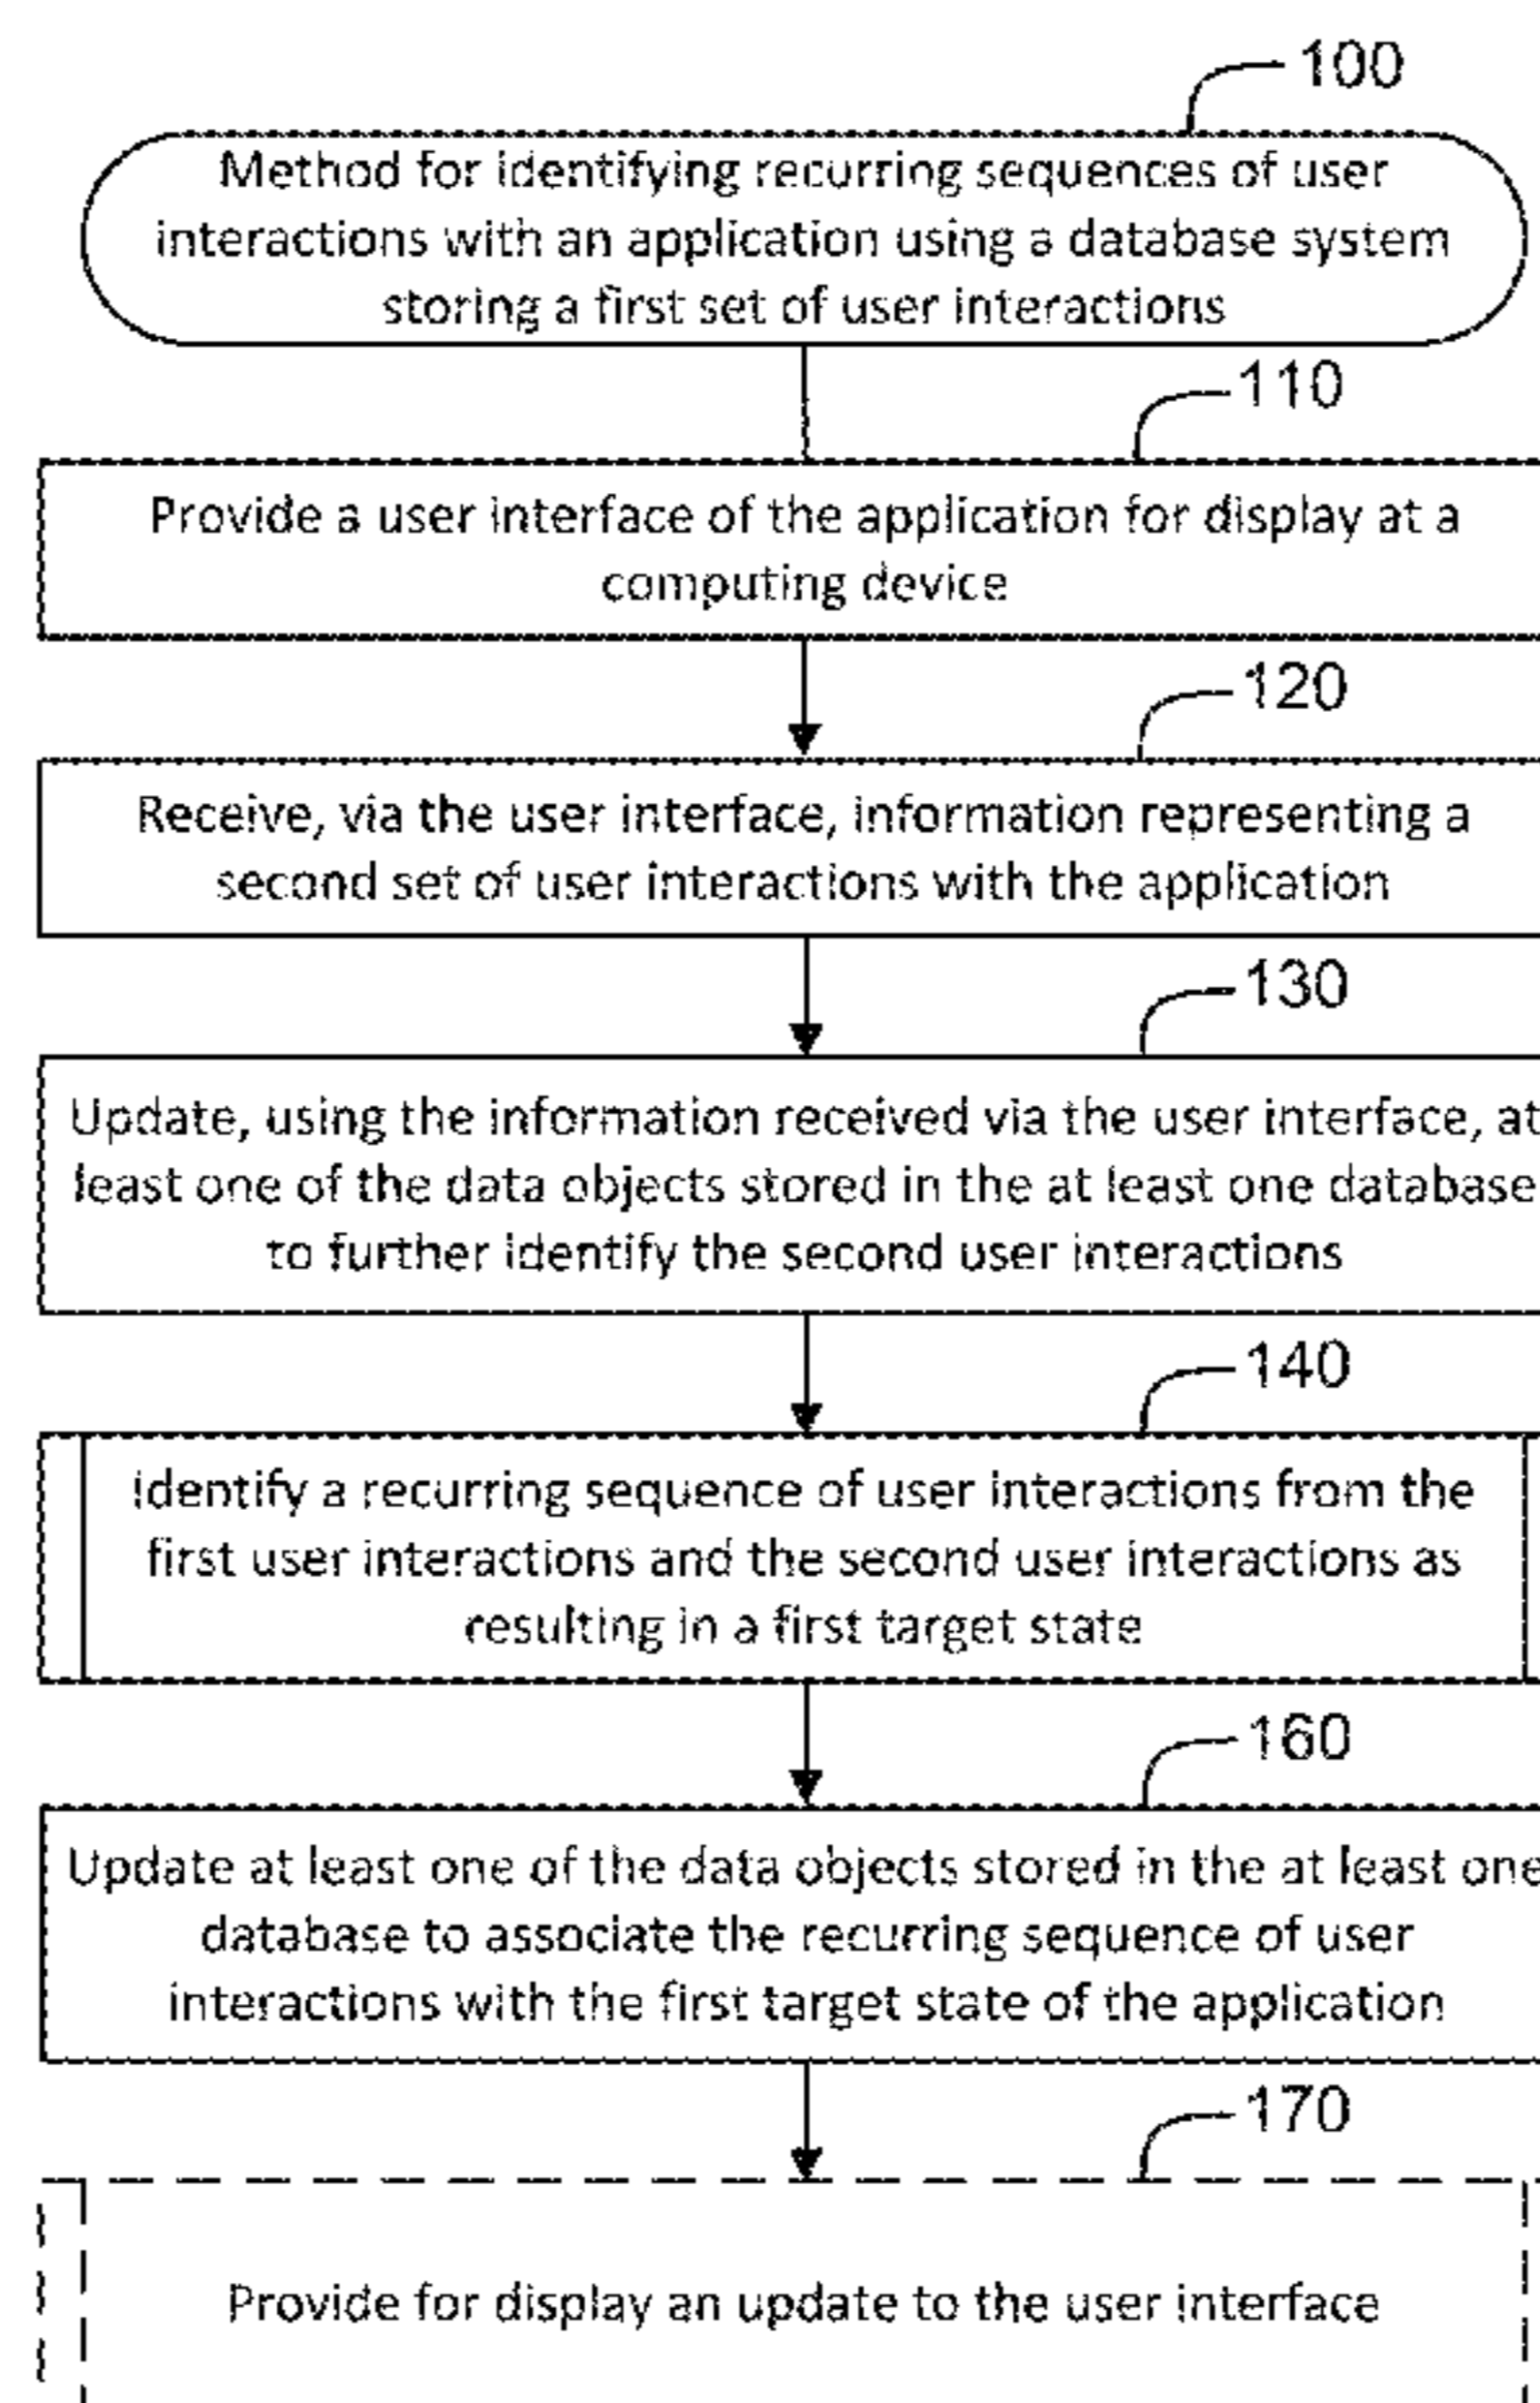 100
Method for identifying recurring sequences of user
interactions with an application using a database system
storing a first set of user interactions
110
Provide a user interface of the application for display at a
computing device
120
Receive, via the user interface, information representing a
second set of user interactions with the application
130
Update, using the information received via the user interface, at
least one of the data objects stored in the at least one database
to further identify the second user interactions
140
Identify a recurring sequence of user interactions from the
first user interactions and the second user interactions as
resulting in a first target state
160
Update at least one of the data objects stored in the at least one
database to associate the recurring sequence of user
interactions with the first target state of the application
170
Provide for display an update to the user interface